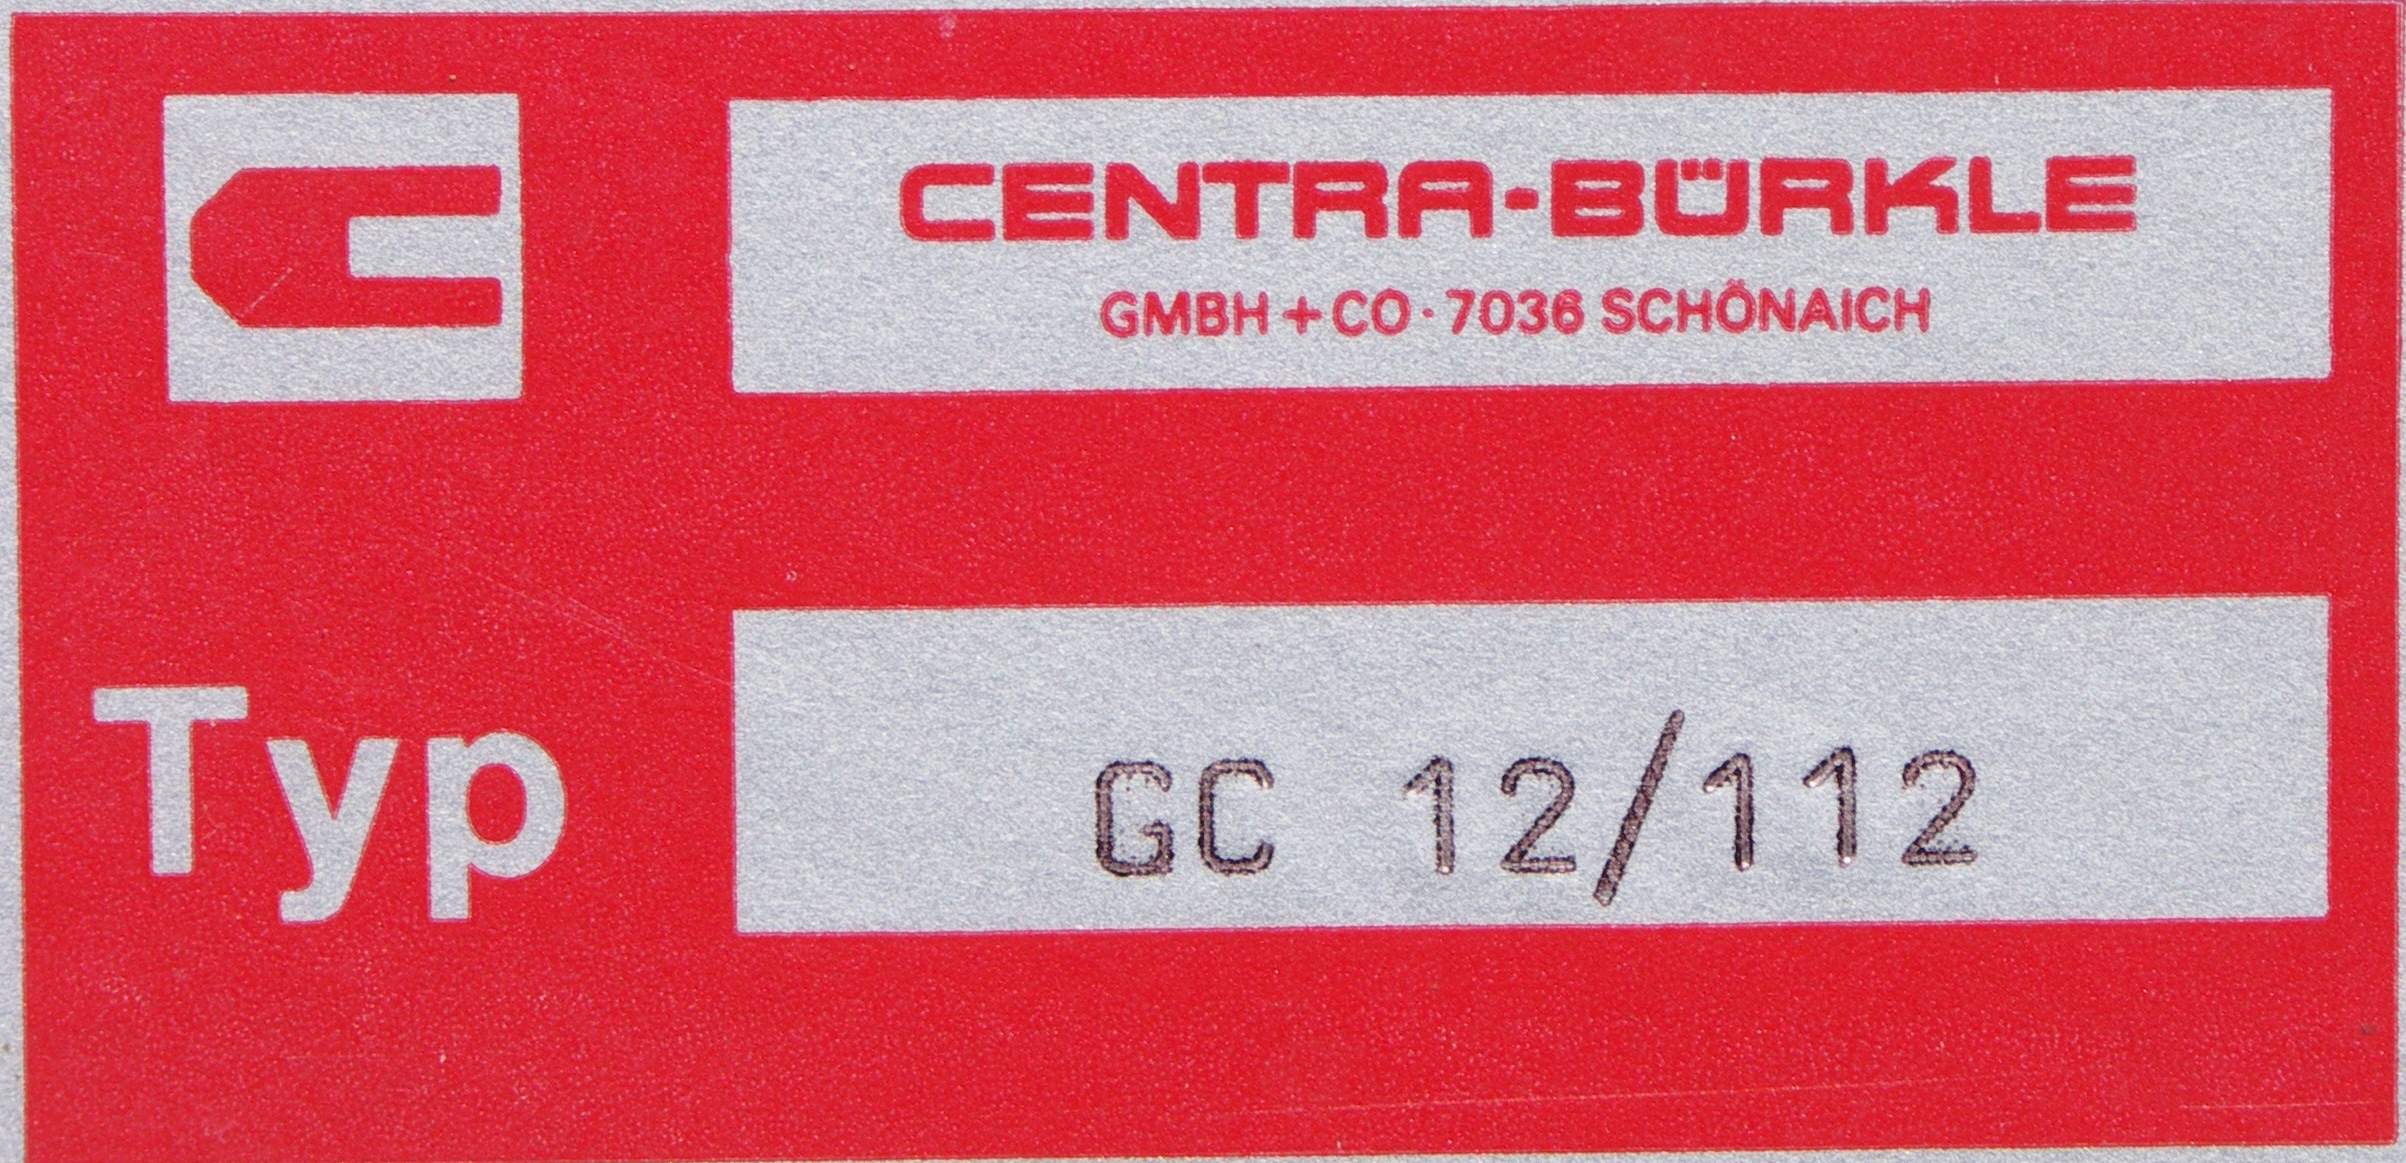 CENTRA-BÜRKLE
GMBH + CO · 7036 SCHÖNAICH
Typ GC 12/112